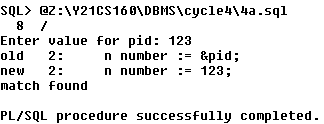 SQL> @Z:\Y21CS160\DBMS\cycle4\4a.sql
  8  /
Enter value for pid: 123
old   2:     n number := &pid;
new   2:     n number := 123;
match found

PL/SQL procedure successfully completed.